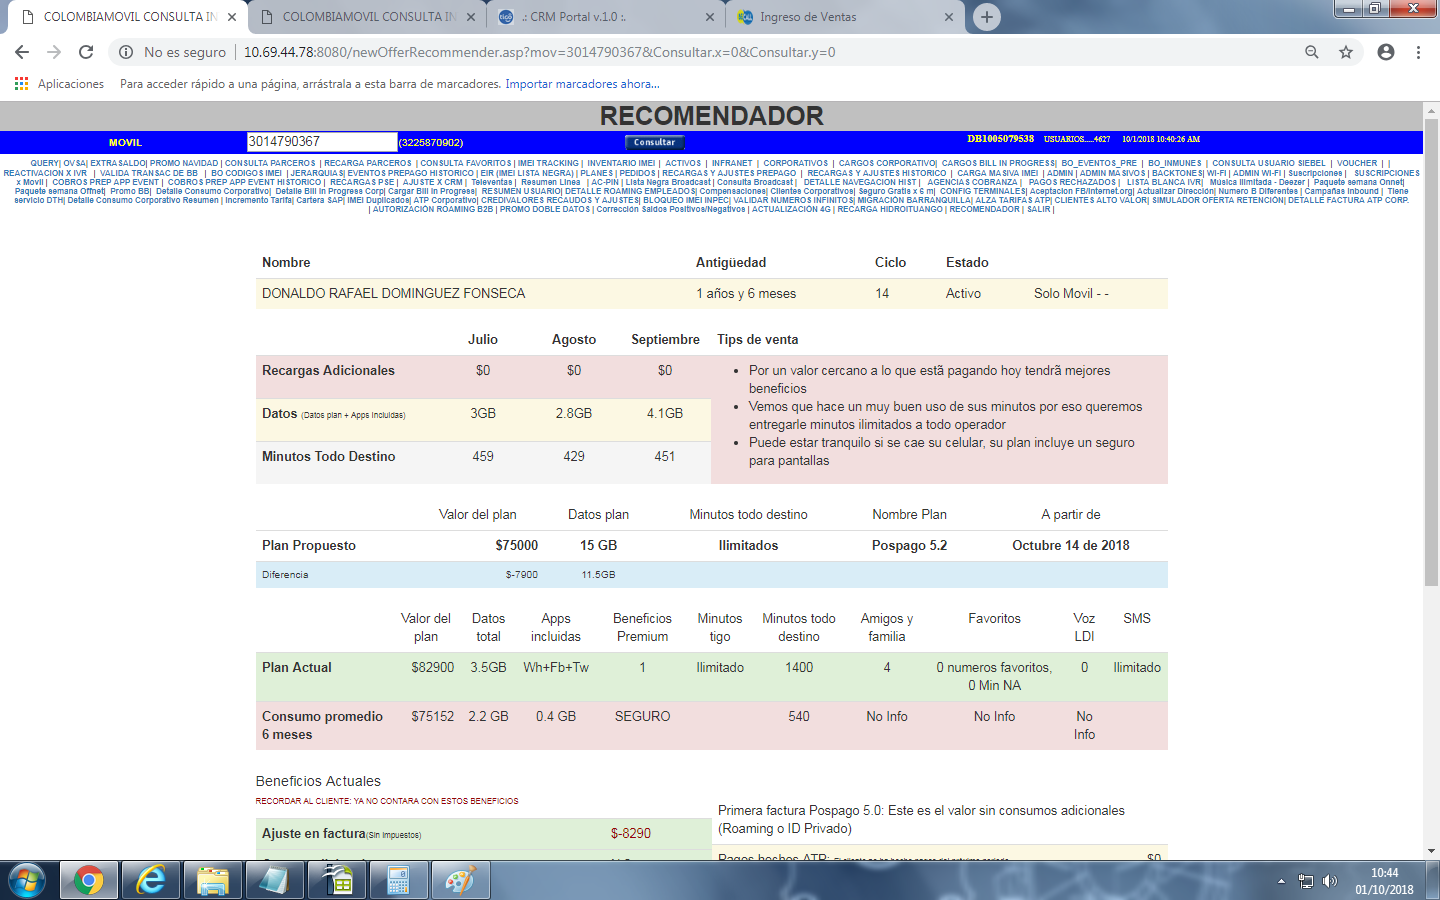 COLOMBIAMOVIL CONSULTA IN
COLOMBIAMOVIL CONSULTA IN
.: CRM Portal v.1.0 :.
Ingreso de Ventas
No es seguro
10.69.44.78:8080/newOfferRecommender.asp?mov=3014790367&Consultar.x=0&Consultar.y=0
Aplicaciones Para acceder rápido a una página, arrástrala a esta barra de marcadores. Importar marcadores ahora...
RECOMENDADOR
MOVIL 3014790367 (3225870902) Consultar DB1005079538 USUARIOS.....4627 10/1/2018 10:40:26 AM
QUERY| OVSA| EXTRASALDO| PROMO NAVIDAD | CONSULTA PARCEROS | RECARGA PARCEROS | CONSULTA FAVORITOS | IMEI TRACKING | INVENTARIO IMEI | ACTIVOS | INFRANET | CORPORATIVOS | CARGOS CORPORATIVO| CARGOS BILL IN PROGRESS| BO_EVENTOS_PRE | BO_INMUNES | CONSULTA USUARIO SIEBEL | VOUCHER | |
REACTIVACION X IVR | VALIDA TRANSAC DE BB | BO CODIGOS IMEI | JERARQUIAS| EVENTOS PREPAGO HISTORICO | EIR (IMEI LISTA NEGRA) | PLANES | PEDIDOS | RECARGAS Y AJUSTES PREPAGO | RECARGAS Y AJUSTES HISTORICO | CARGA MASIVA IMEI | ADMIN | ADMIN MASIVOS | BACKTONES| WI-FI | ADMIN WI-FI | Suscripciones | SUSCRIPCIONES
x Movil | COBROS PREP APP EVENT | COBROS PREP APP EVENT HISTORICO | RECARGAS PSE | AJUSTE X CRM | Televentas | Resumen Linea | AC-PIN | Lista Negra Broadcast | Consulta Broadcast | DETALLE NAVEGACION HIST | AGENCIAS COBRANZA | PAGOS RECHAZADOS | LISTA BLANCA IVR| Musica Ilimitada - Deezer | Paquete semana Onnet|
Paquete semana Offnet| Promo BB| Detalle Consumo Corporativo| Detalle Bill In Progress Corp| Cargar Bill In Progress| RESUMEN USUARIO| DETALLE ROAMING EMPLEADOS| Compensaciones| Clientes Corporativos| Seguro Gratis x 6 m| CONFIG TERMINALES| Aceptacion FB/Internet.org| Actualizar Dirección| Numero B Diferentes | Campañas Inbound | Tiene
servicio DTH| Detalle Consumo Corporativo Resumen | Incremento Tarifa| Cartera SAP| IMEI Duplicados| ATP Corporativo| CREDIVALORES RECAUDOS Y AJUSTES| BLOQUEO IMEI INPEC| VALIDAR NUMEROS INFINITOS| MIGRACIÓN BARRANQUILLA| ALZA TARIFAS ATP| CLIENTES ALTO VALOR| SIMULADOR OFERTA RETENCIÓN| DETALLE FACTURA ATP CORP.
| AUTORIZACIÓN ROAMING B2B | PROMO DOBLE DATOS | Corrección Saldos Positivos/Negativos | ACTUALIZACIÓN 4G | RECARGA HIDROITUANGO | RECOMENDADOR | SALIR |
Nombre Antigüedad Ciclo Estado
DONALDO RAFAEL DOMINGUEZ FONSECA 1 años y 6 meses 14 Activo Solo Movil - -
Julio Agosto Septiembre Tips de venta
Recargas Adicionales $0 $0 $0
Datos (Datos plan + Apps Incluidas) 3GB 2.8GB 4.1GB
Minutos Todo Destino 459 429 451
• Por un valor cercano a lo que estã pagando hoy tendrã mejores
beneficios
• Vemos que hace un muy buen uso de sus minutos por eso queremos
entregarle minutos ilimitados a todo operador
• Puede estar tranquilo si se cae su celular, su plan incluye un seguro
para pantallas
Valor del plan Datos plan Minutos todo destino Nombre Plan A partir de
Plan Propuesto $75000 15 GB Ilimitados Pospago 5.2 Octubre 14 de 2018
Diferencia $-7900 11.5GB
Valor del plan Datos total Apps incluidas Beneficios Premium Minutos tigo Minutos todo destino Amigos y familia Favoritos Voz LDI SMS
Plan Actual $82900 3.5GB Wh+Fb+Tw 1 Ilimitado 1400 4 0 numeros favoritos, 0 Min NA 0 Ilimitado
Consumo promedio 6 meses $75152 2.2 GB 0.4 GB SEGURO 540 No Info No Info No Info
Beneficios Actuales
RECORDAR AL CLIENTE: YA NO CONTARA CON ESTOS BENEFICIOS
Ajuste en factura(Sin Impuestos) $-8290
Primera factura Pospago 5.0: Este es el valor sin consumos adicionales
(Roaming o ID Privado)
Pagos hechos ATP: $0
10:44
01/10/2018